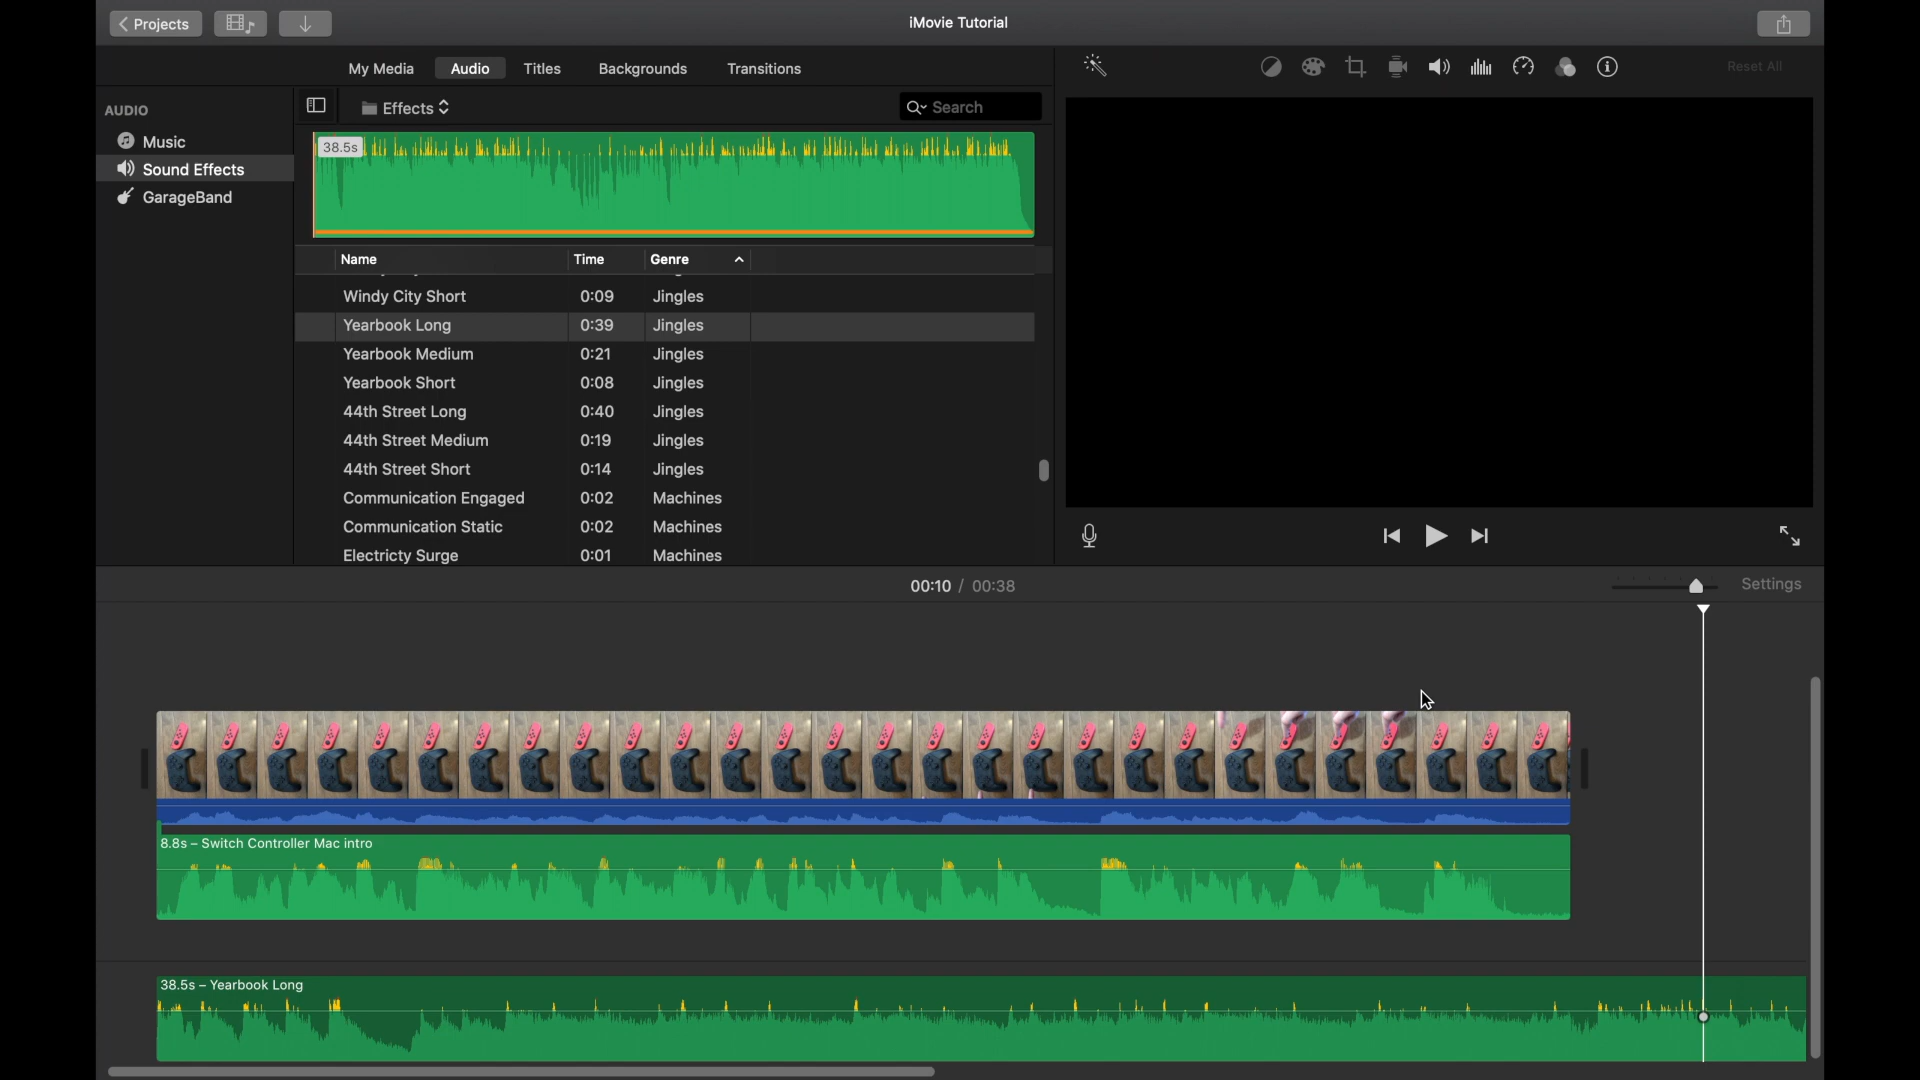 Projects
iMovie Tutorial
My Media Audio Titles Backgrounds Transitions
Reset All
AUDIO
Music
Sound Effects
GarageBand
Effects
Search
38.5s
Name Time Genre
Windy City Short 0:09 Jingles
Yearbook Long 0:39 Jingles
Yearbook Medium 0:21 Jingles
Yearbook Short 0:08 Jingles
44th Street Long 0:40 Jingles
44th Street Medium 0:19 Jingles
44th Street Short 0:14 Jingles
Communication Engaged 0:02 Machines
Communication Static 0:02 Machines
Electricty Surge 0:01 Machines
00:10 / 00:38
Settings
8.8s – Switch Controller Mac intro
38.5s – Yearbook Long